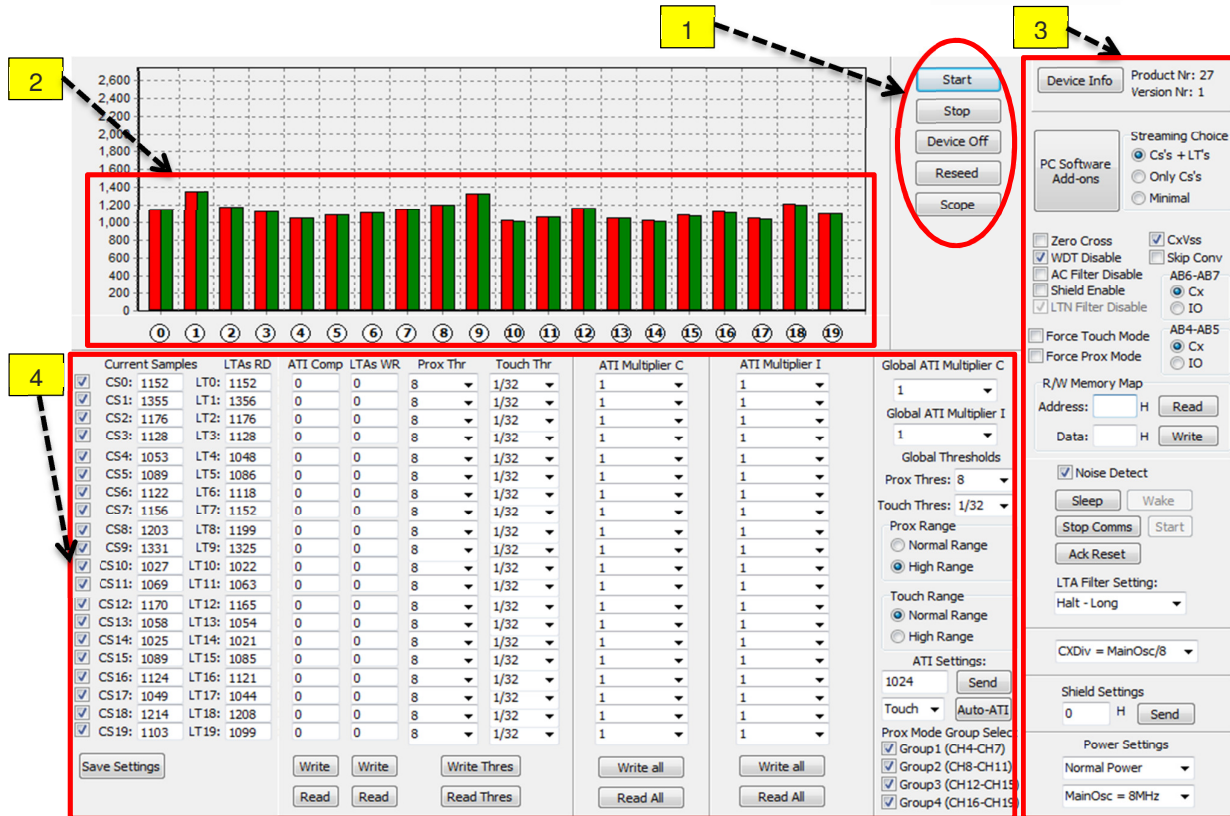 1
3
2
4
2,600
2,400
2,200
2,000
1,800
1,600
1,400
1,200
1,000
800
600
400
200
0
0 1 2 3 4 5 6 7 8 9 10 11 12 13 14 15 16 17 18 19
Start
Stop
Device Off
Reseed
Scope
Device Info
Product Nr: 27
Version Nr: 1
PC Software
Add-ons
Streaming Choice
Cs's + LT's
Only Cs's
Minimal
Zero Cross
WDT Disable
AC Filter Disable
Shield Enable
LTN Filter Disable
CxVss
Skip Conv
AB6-AB7
Cx
IO
Force Touch Mode
Force Prox Mode
AB4-AB5
Cx
IO
R/W Memory Map
Address: H Read
Data: H Write
Noise Detect
Sleep Wake
Stop Comms Start
Ack Reset
LTA Filter Setting:
Halt - Long
CXDiv = MainOsc/8
Shield Settings
0 H Send
Power Settings
Normal Power
MainOsc = 8MHz
Current Samples LTAs RD ATI Comp LTAs WR Prox Thr Touch Thr ATI Multiplier C ATI Multiplier I
CS0: 1152 LT0: 1152 0 0 8 1/32 1 1
CS1: 1355 LT1: 1356 0 0 8 1/32 1 1
CS2: 1176 LT2: 1176 0 0 8 1/32 1 1
CS3: 1128 LT3: 1128 0 0 8 1/32 1 1
CS4: 1053 LT4: 1048 0 0 8 1/32 1 1
CS5: 1089 LT5: 1086 0 0 8 1/32 1 1
CS6: 1122 LT6: 1118 0 0 8 1/32 1 1
CS7: 1156 LT7: 1152 0 0 8 1/32 1 1
CS8: 1203 LT8: 1199 0 0 8 1/32 1 1
CS9: 1331 LT9: 1325 0 0 8 1/32 1 1
CS10: 1027 LT10: 1022 0 0 8 1/32 1 1
CS11: 1069 LT11: 1063 0 0 8 1/32 1 1
CS12: 1170 LT12: 1165 0 0 8 1/32 1 1
CS13: 1058 LT13: 1054 0 0 8 1/32 1 1
CS14: 1025 LT14: 1021 0 0 8 1/32 1 1
CS15: 1089 LT15: 1085 0 0 8 1/32 1 1
CS16: 1124 LT16: 1121 0 0 8 1/32 1 1
CS17: 1049 LT17: 1044 0 0 8 1/32 1 1
CS18: 1214 LT18: 1208 0 0 8 1/32 1 1
CS19: 1103 LT19: 1099 0 0 8 1/32 1 1
Save Settings Write Write Write Thres Write all Write all
Read Read Read Thres Read All Read All
Global ATI Multiplier C
1
Global ATI Multiplier I
1
Global Thresholds
Prox Thres: 8
Touch Thres: 1/32
Prox Range
Normal Range
High Range
Touch Range
Normal Range
High Range
ATI Settings:
1024 Send
Touch Auto-ATI
Prox Mode Group Selec
Group1 (CH4-CH7)
Group2 (CH8-CH11)
Group3 (CH12-CH15)
Group4 (CH16-CH19)